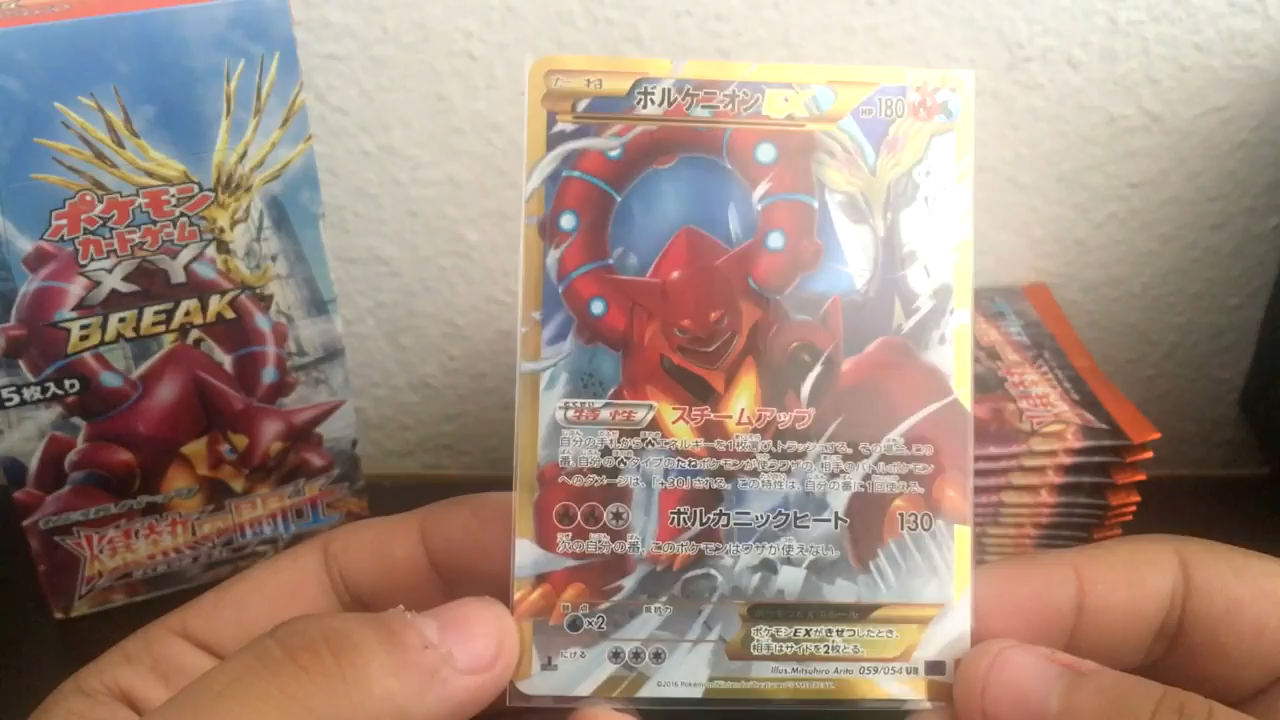 ポケモン
カードゲーム
XY
BREAK
5枚入り
爆熱の闘士
たね
ボルケニオンEX
HP180
特性 スチームアップ
自分の手札から エネルギーを1枚選び、トラッシュする。その場合、この
番、自分の タイプのたねポケモンが使うワザの、相手のバトルポケモン
へのダメージは、「+30」される。この特性は、自分の番に1回使える。
ボルカニックヒート 130
次の自分の番、このポケモンはワザが使えない。
弱点 抵抗力
×2
にげる
ポケモンEXがきぜつしたとき、
相手はサイドを2枚とる。
Illus.Mitsuhiro Arita 059/054 UR
©2016 Pokémon/Nintendo/Creatures